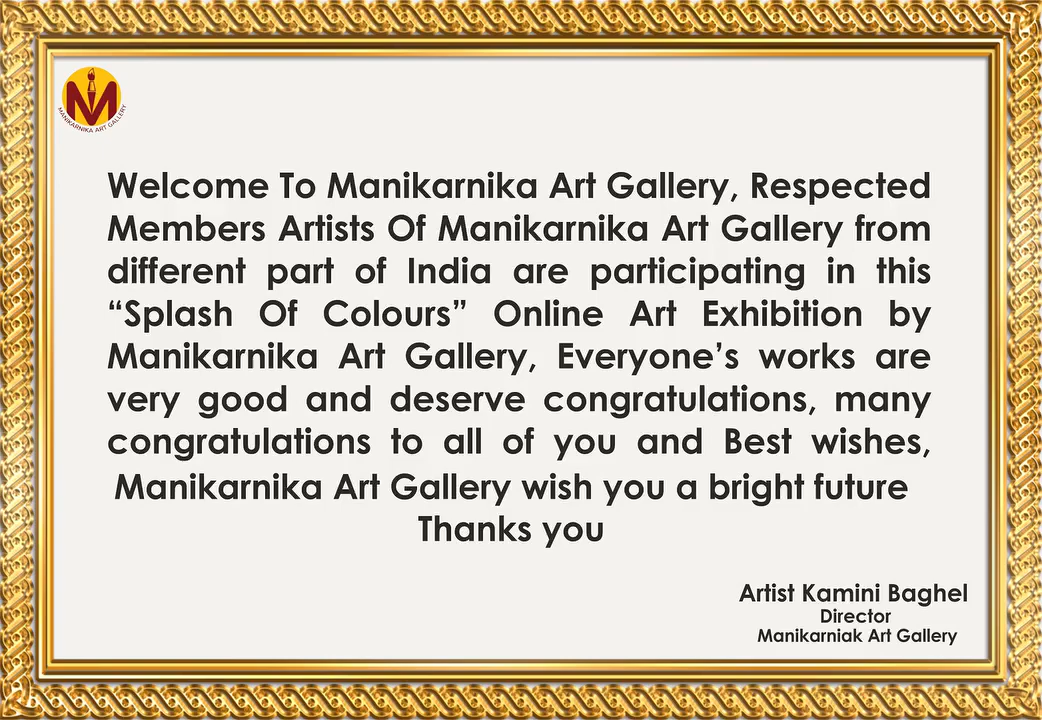 M
MANIKARNIKA ART GALLERY
Welcome To Manikarnika Art Gallery, Respected
Members Artists Of Manikarnika Art Gallery from
different part of India are participating in this
“Splash Of Colours” Online Art Exhibition by
Manikarnika Art Gallery, Everyone’s works are
very good and deserve congratulations, many
congratulations to all of you and Best wishes,
Manikarnika Art Gallery wish you a bright future
Thanks you
Artist Kamini Baghel
Director
Manikarniak Art Gallery